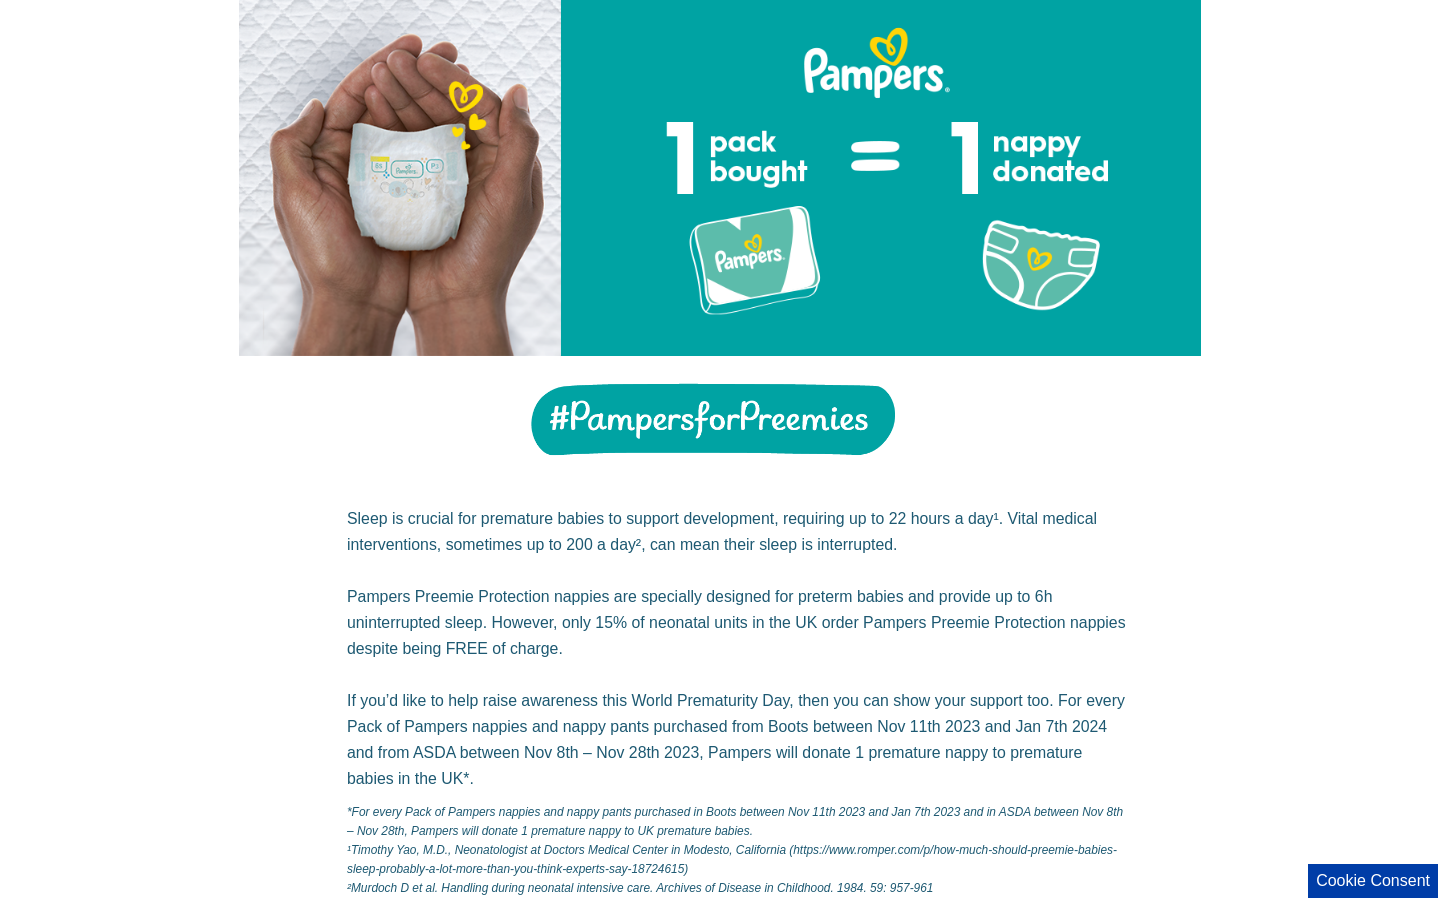 Pampers
1 pack bought = 1 nappy donated
Pampers
Pampers
#PampersforPreemies
Sleep is crucial for premature babies to support development, requiring up to 22 hours a day¹. Vital medical
interventions, sometimes up to 200 a day², can mean their sleep is interrupted.
Pampers Preemie Protection nappies are specially designed for preterm babies and provide up to 6h
uninterrupted sleep. However, only 15% of neonatal units in the UK order Pampers Preemie Protection nappies
despite being FREE of charge.
If you’d like to help raise awareness this World Prematurity Day, then you can show your support too. For every
Pack of Pampers nappies and nappy pants purchased from Boots between Nov 11th 2023 and Jan 7th 2024
and from ASDA between Nov 8th – Nov 28th 2023, Pampers will donate 1 premature nappy to premature
babies in the UK*.
*For every Pack of Pampers nappies and nappy pants purchased in Boots between Nov 11th 2023 and Jan 7th 2023 and in ASDA between Nov 8th
– Nov 28th, Pampers will donate 1 premature nappy to UK premature babies.
¹Timothy Yao, M.D., Neonatologist at Doctors Medical Center in Modesto, California (https://www.romper.com/p/how-much-should-preemie-babies-
sleep-probably-a-lot-more-than-you-think-experts-say-18724615)
²Murdoch D et al. Handling during neonatal intensive care. Archives of Disease in Childhood. 1984. 59: 957-961
Cookie Consent